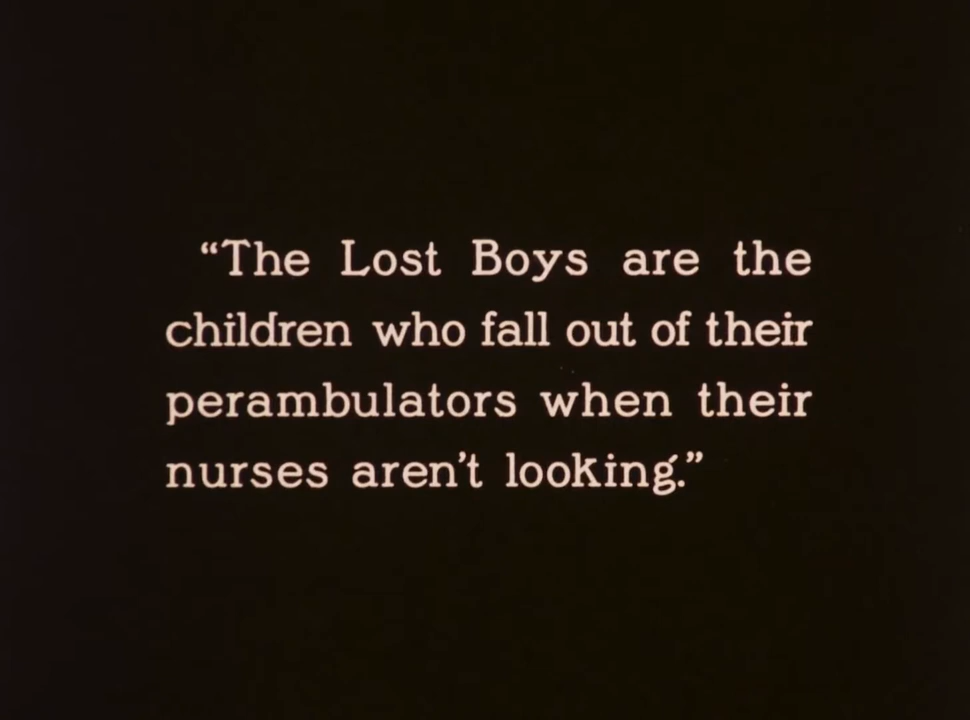 “The Lost Boys are the
children who fall out of their
perambulators when their
nurses aren’t looking.”